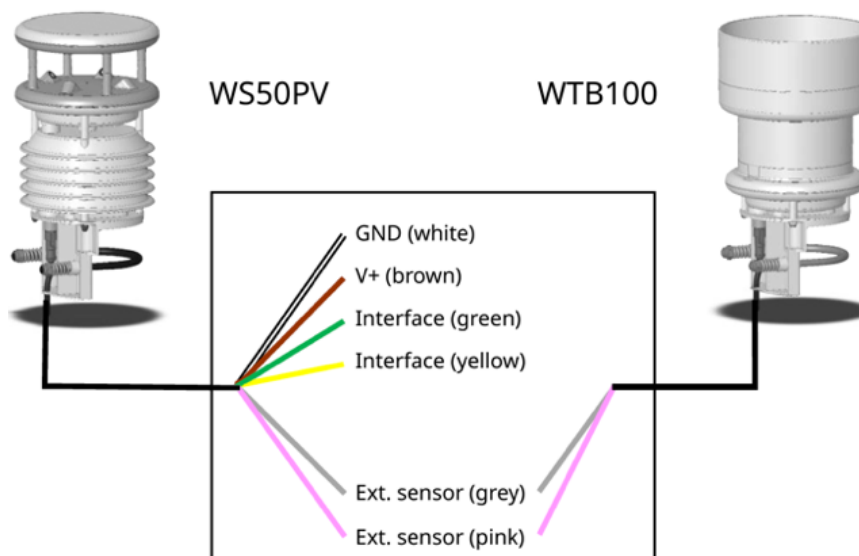 WS50PV
WTB100
GND (white)
V+ (brown)
Interface (green)
Interface (yellow)
Ext. sensor (grey)
Ext. sensor (pink)